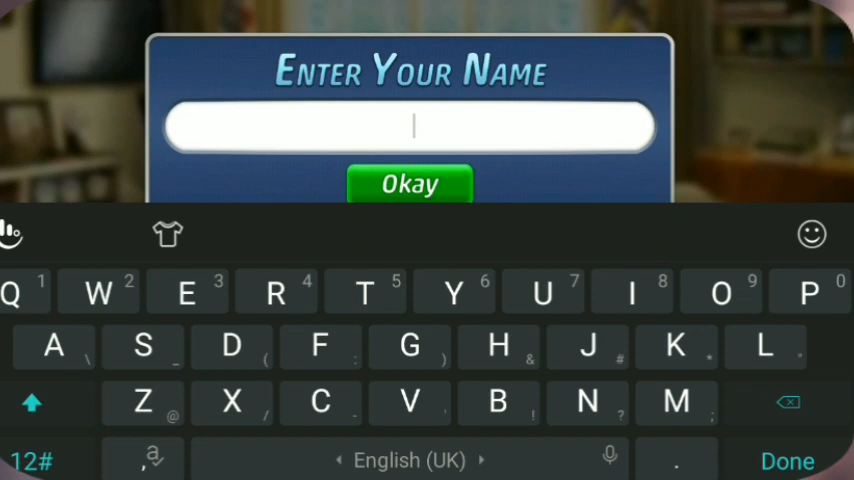 Enter Your Name
Okay
Q 1 W 2 E 3 R 4 T 5 Y 6 U 7 I 8 O 9 P 0
A \ S _ D ( F : G ) H & J # K * L "
Z @ X / C - V ' B ! N ? M ;
12# , a English (UK) . Done